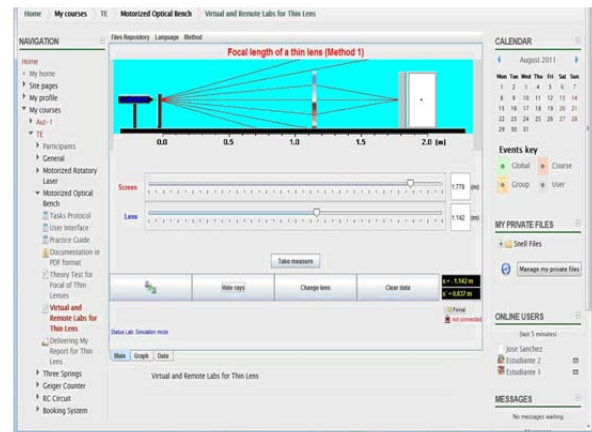 Home My courses TE Motorized Optical Bench Virtual and Remote Labs for Thin Lens
NAVIGATION
Home
My home
Site pages
My profile
My courses
Aut-1
TE
Participants
General
Motorized Rotatory
Laser
Motorized Optical
Bench
Tasks Protocol
User Interface
Practice Guide
Documentation in
PDF format
Theory Test for
Focal of Thin
Lenses
Virtual and
Remote Labs for
Thin Lens
Delivering My
Report for Thin
Lens
Three Springs
Geiger Counter
RC Circuit
Booking System
Files Repository Language Method
Focal length of a thin lens (Method 1)
0.0 0.5 1.0 1.5 2.0 (m)
Screen 1.779 (m)
Lens 1.142 (m)
Take measure
Hide rays Change lens Clear data
s = -1.142 m
s' = 0.637 m
not connected
Status Lab: Simulation mode
Main Graph Data
Virtual and Remote Labs for Thin Lens
CALENDAR
August 2011
Mon Tue Wed Thu Fri Sat Sun
1 2 3 4 5 6 7
8 9 10 11 12 13 14
15 16 17 18 19 20 21
22 23 24 25 26 27 28
29 30 31
Events key
Global Course
Group User
MY PRIVATE FILES
Snell Files
Manage my private files
ONLINE USERS
(last 5 minutes)
Jose Sanchez
Estudiante 2
Estudiante 1
MESSAGES
No messages waiting